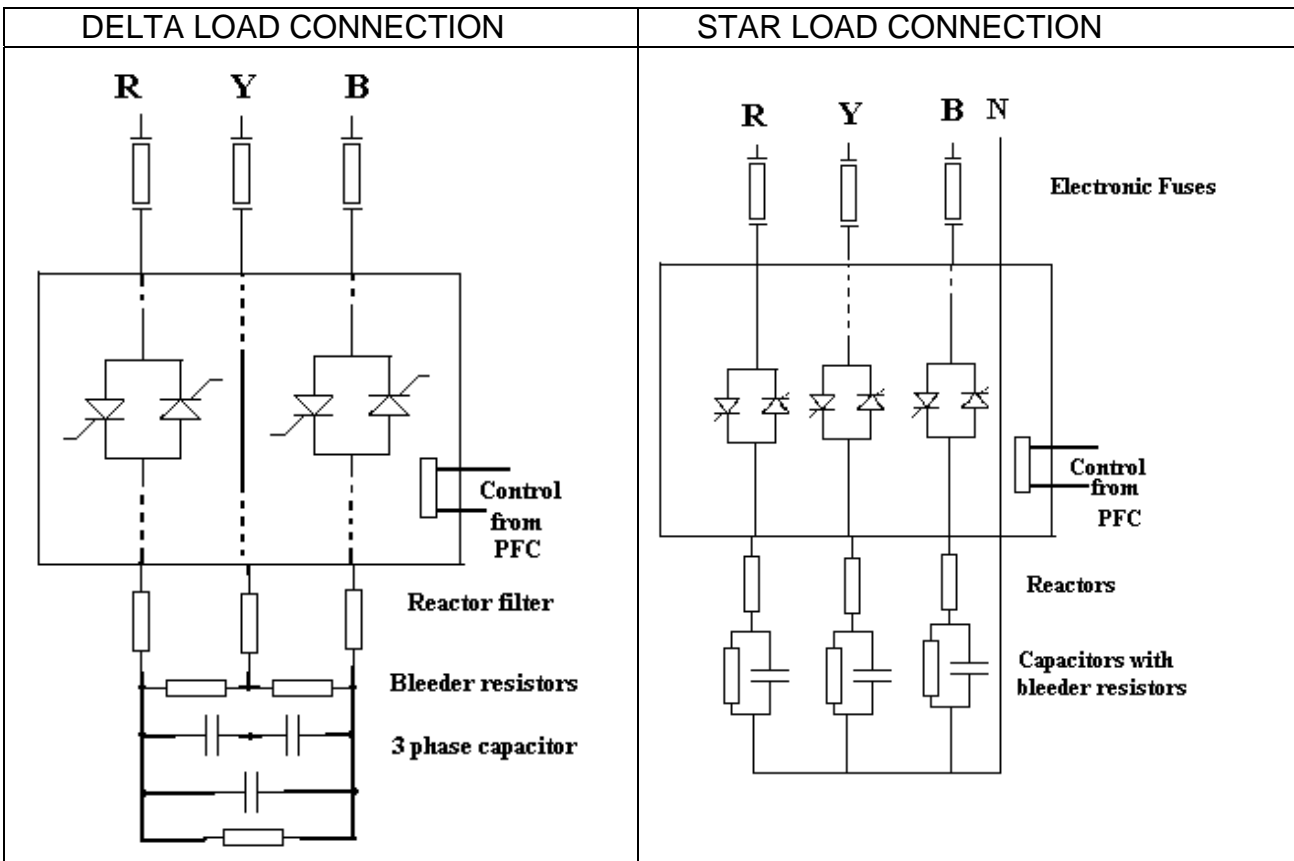 DELTA LOAD CONNECTION
R Y B
Control
from
PFC
Reactor filter
Bleeder resistors
3 phase capacitor
STAR LOAD CONNECTION
R Y B N
Electronic Fuses
Control
from
PFC
Reactors
Capacitors with
bleeder resistors